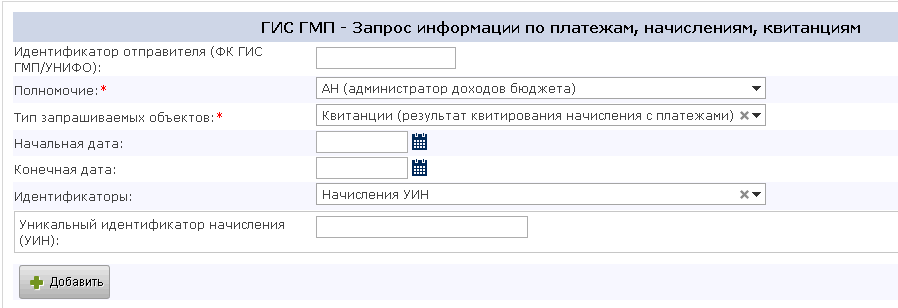 ГИС ГМП - Запрос информации по платежам, начислениям, квитанциям
Идентификатор отправителя (ФК ГИС
ГМП/УНИФО):
Полномочие:* АН (администратор доходов бюджета)
Тип запрашиваемых объектов:* Квитанции (результат квитирования начисления с платежами)
Начальная дата:
Конечная дата:
Идентификаторы: Начисления УИН
Уникальный идентификатор начисления
(УИН):
Добавить